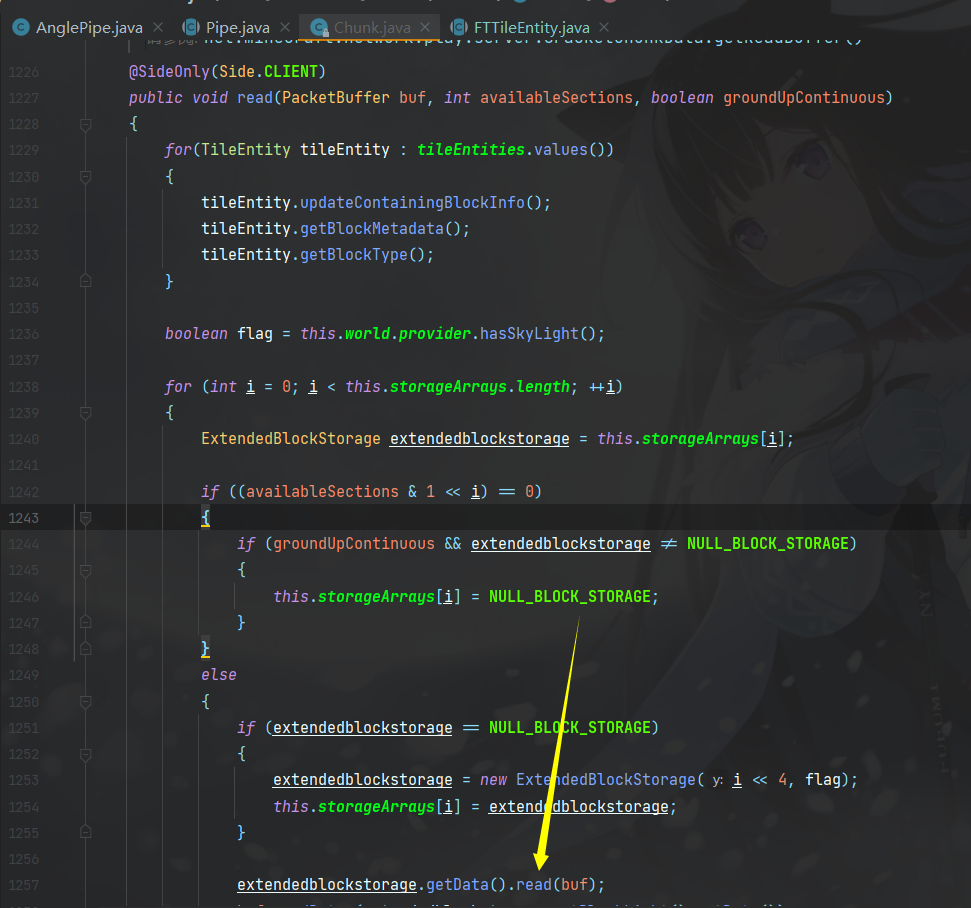 AnglePipe.java × Pipe.java × Chunk.java × FTTileEntity.java ×
1226 @SideOnly(Side.CLIENT)
1227 public void read(PacketBuffer buf, int availableSections, boolean groundUpContinuous)
1228 {
1229 for(TileEntity tileEntity : tileEntities.values())
1230 {
1231 tileEntity.updateContainingBlockInfo();
1232 tileEntity.getBlockMetadata();
1233 tileEntity.getBlockType();
1234 }
1235
1236 boolean flag = this.world.provider.hasSkyLight();
1237
1238 for (int i = 0; i < this.storageArrays.length; ++i)
1239 {
1240 ExtendedBlockStorage extendedblockstorage = this.storageArrays[i];
1241
1242 if ((availableSections & 1 << i) == 0)
1243 {
1244 if (groundUpContinuous && extendedblockstorage ≠ NULL_BLOCK_STORAGE)
1245 {
1246 this.storageArrays[i] = NULL_BLOCK_STORAGE;
1247 }
1248 }
1249 else
1250 {
1251 if (extendedblockstorage == NULL_BLOCK_STORAGE)
1252 {
1253 extendedblockstorage = new ExtendedBlockStorage( y: i << 4, flag);
1254 this.storageArrays[i] = extendedblockstorage;
1255 }
1256
1257 extendedblockstorage.getData().read(buf);